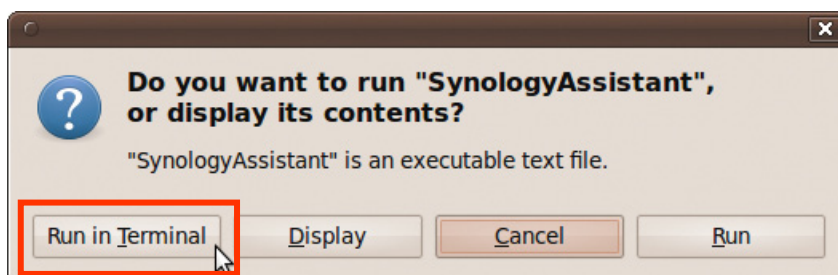 Do you want to run "SynologyAssistant",
or display its contents?
"SynologyAssistant" is an executable text file.
Run in Terminal Display Cancel Run